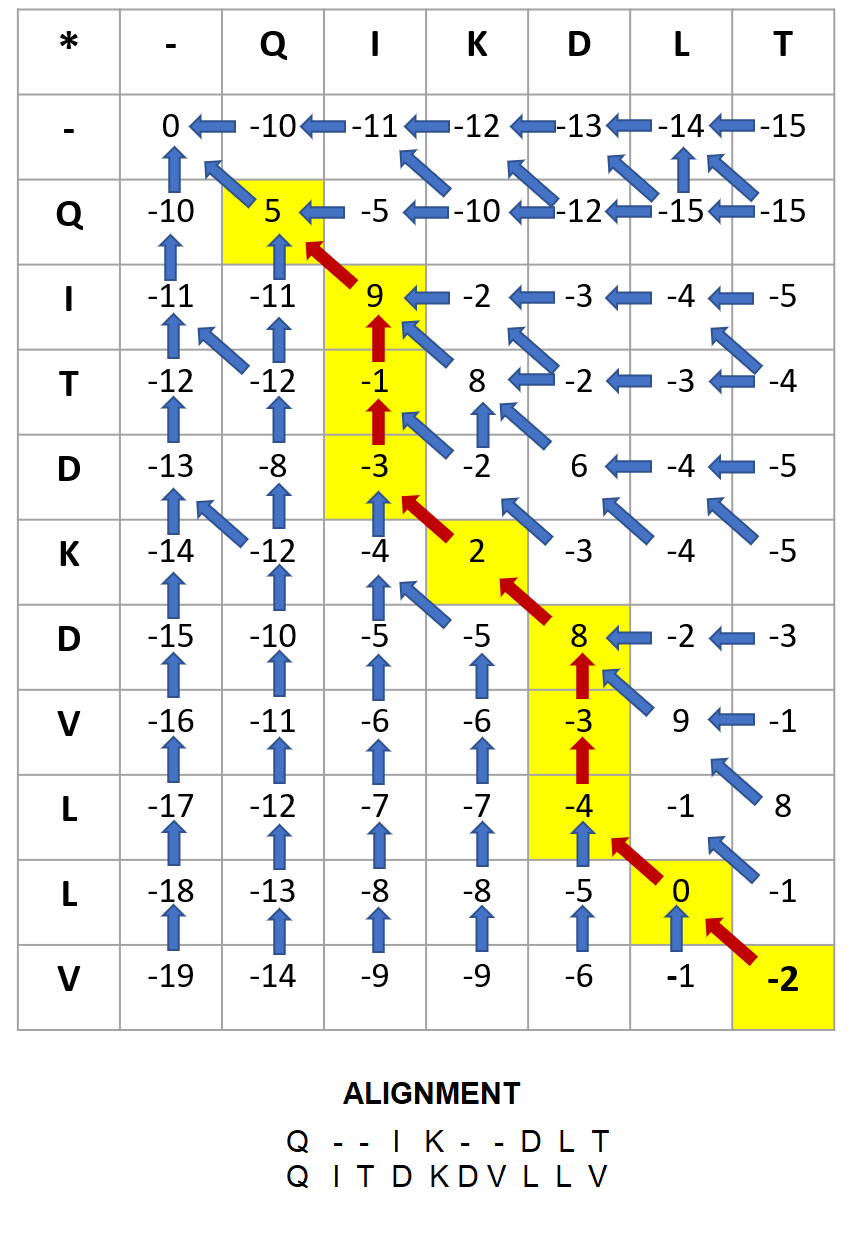 * - Q I K D L T
- 0 -10 -11 -12 -13 -14 -15
Q -10 5 -5 -10 -12 -15 -15
I -11 -11 9 -2 -3 -4 -5
T -12 -12 -1 8 -2 -3 -4
D -13 -8 -3 -2 6 -4 -5
K -14 -12 -4 2 -3 -4 -5
D -15 -10 -5 -5 8 -2 -3
V -16 -11 -6 -6 -3 9 -1
L -17 -12 -7 -7 -4 -1 8
L -18 -13 -8 -8 -5 0 -1
V -19 -14 -9 -9 -6 -1 -2
ALIGNMENT
Q - - I K - - D L T
Q I T D K D V L L V